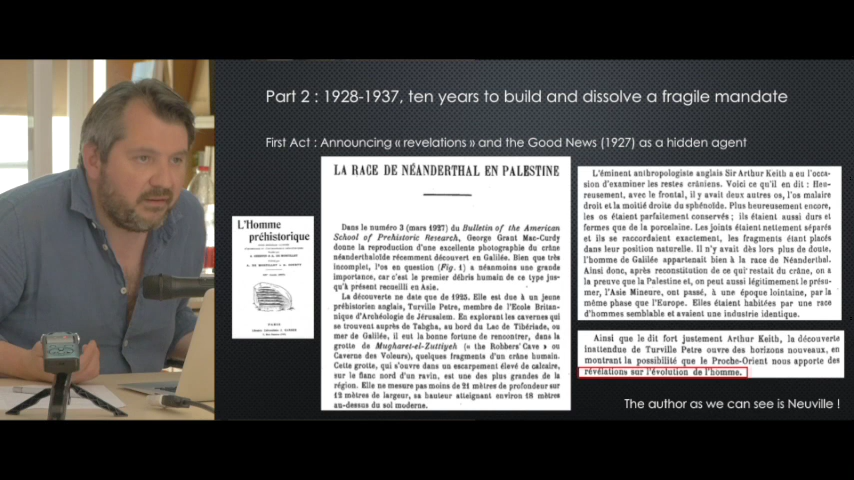 Part 2 : 1928-1937, ten years to build and dissolve a fragile mandate
First Act : Announcing « revelations » and the Good News (1927) as a hidden agent
L'Homme
préhistorique
PARIS
LA RACE DE NÉANDERTHAL EN PALESTINE
Dans le numéro 3 (mars 1927) du Bulletin of the American
School of Prehistoric Research, George Grant Mac-Curdy
donne la reproduction d'une excellente photographie du crâne
néanderthaloïde récemment découvert en Galilée. Bien que très
incomplet, l'os en question (Fig. 1) a néanmoins une grande
importance, car c'est le premier débris humain de ce type jus-
qu'à présent recueilli en Asie.
La découverte ne date que de 1925. Elle est due à un jeune
préhistorien anglais, Turville Petre, membre de l'Ecole Britan-
nique d'Archéologie de Jérusalem. En explorant les cavernes qui
se trouvent auprès de Tabgha, au bord du Lac de Tibériade, ou
mer de Galilée, il eut la bonne fortune de rencontrer, dans la
grotte de Mugharet-el-Zuttiyeh (« the Robbers' Cave » ou
Caverne des Voleurs), quelques fragments d'un crâne humain.
Cette grotte, qui s'ouvre dans un escarpement élevé de calcaire,
sur le flanc nord d'un ravin, est une des plus grandes de la
région. Elle ne mesure pas moins de 21 mètres de profondeur sur
12 mètres de largeur, sa hauteur atteignant environ 18 mètres
au-dessus du sol moderne.
L'éminent anthropologiste anglais Sir Arthur Keith a eu l'occa-
sion d'examiner les restes crâniens. Voici ce qu'il en dit : Heu-
reusement, avec le frontal, il y avait deux autres os, l'os malaire
droit et la moitié droite du sphénoïde. Plus heureusement encore,
les os étaient parfaitement conservés ; ils étaient aussi durs et
fermes que de la porcelaine. Les joints étaient nettement séparés
et ils se raccordaient exactement, les fragments étant placés
dans leur position naturelle. Il n'y avait dès lors plus de doute,
l'homme de Galilée appartenait bien à la race de Néanderthal.
Ainsi donc, après reconstitution de ce qui restait du crâne, on a
la preuve que la Palestine et, on peut aussi légitimement le présu-
mer, l'Asie Mineure, ont passé, à une époque lointaine, par la
même phase que l'Europe. Elles étaient habitées par une race
d'hommes semblable et avaient une industrie identique.
Ainsi que le dit fort justement Arthur Keith, la découverte
inattendue de Turville Petre ouvre des horizons nouveaux, en
montrant la possibilité que le Proche-Orient nous apporte des
révélations sur l'évolution de l'homme.
The author as we can see is Neuville !